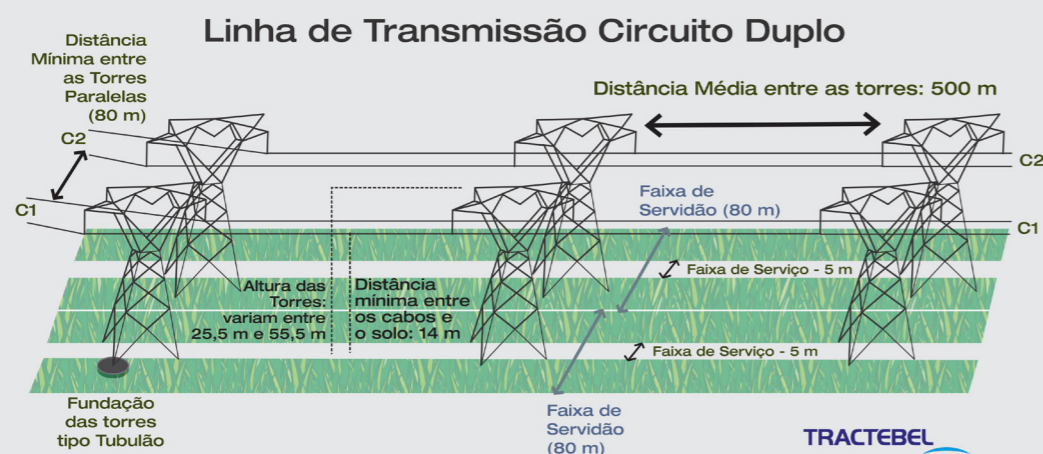 Linha de Transmissão Circuito Duplo
Distância
Mínima entre
as Torres
Paralelas
(80 m)
Distância Média entre as torres: 500 m
C2
C2
C1
C1
Faixa de
Servidão (80 m)
Faixa de Serviço - 5 m
Altura das
Torres:
variam entre
25,5 m e 55,5 m
Distância
mínima entre
os cabos e
o solo: 14 m
Faixa de Serviço - 5 m
Fundação
das torres
tipo Tubulão
Faixa de
Servidão
(80 m)
TRACTEBEL